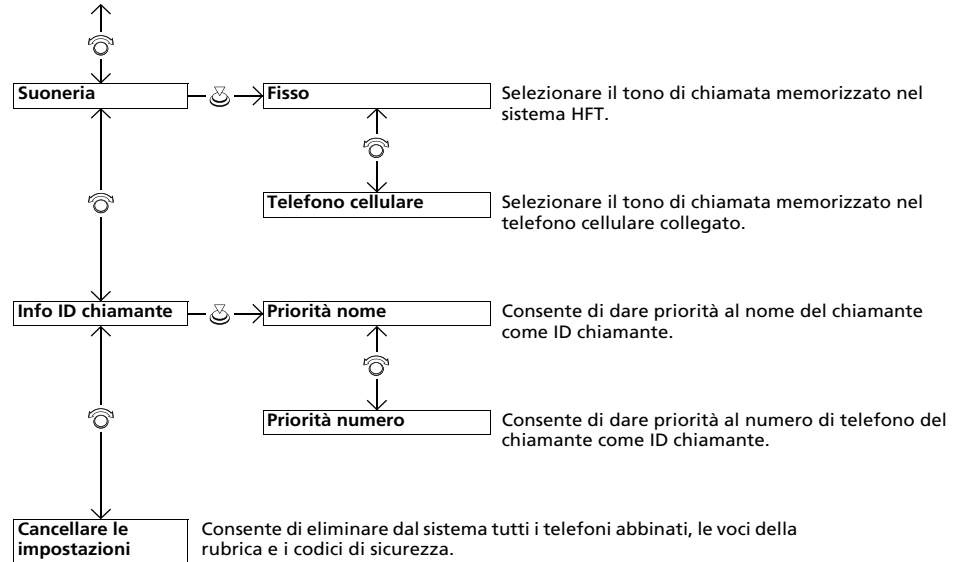 Suoneria
Fisso
Selezionare il tono di chiamata memorizzato nel
sistema HFT.
Telefono cellulare
Selezionare il tono di chiamata memorizzato nel
telefono cellulare collegato.
Info ID chiamante
Priorità nome
Consente di dare priorità al nome del chiamante
come ID chiamante.
Priorità numero
Consente di dare priorità al numero di telefono del
chiamante come ID chiamante.
Cancellare le
impostazioni
Consente di eliminare dal sistema tutti i telefoni abbinati, le voci della
rubrica e i codici di sicurezza.